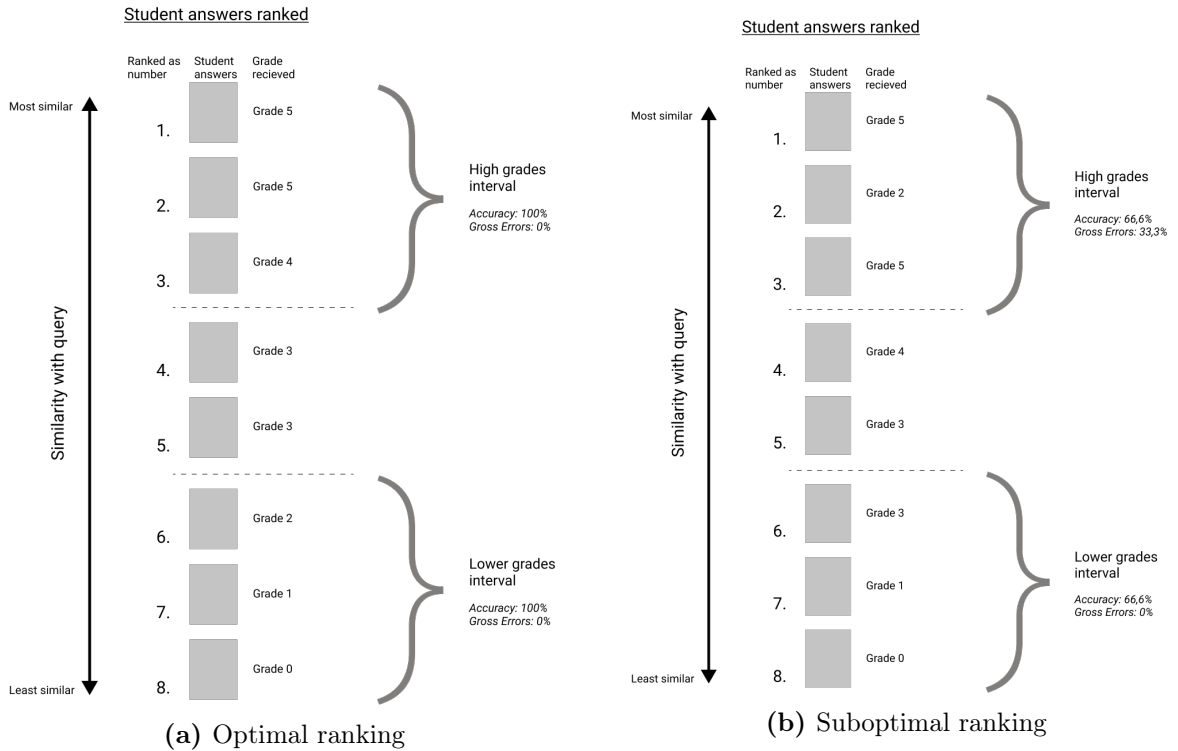 Student answers ranked
Ranked as
number
Student
answers
Grade
recieved
Most similar
Similarity with query
Least similar
1.
Grade 5
2.
Grade 5
3.
Grade 4
4.
Grade 3
5.
Grade 3
6.
Grade 2
7.
Grade 1
8.
Grade 0
High grades
interval
Accuracy: 100%
Gross Errors: 0%
Lower grades
interval
Accuracy: 100%
Gross Errors: 0%
(a) Optimal ranking
Student answers ranked
Ranked as
number
Student
answers
Grade
recieved
Most similar
Similarity with query
Least similar
1.
Grade 5
2.
Grade 2
3.
Grade 5
4.
Grade 4
5.
Grade 3
6.
Grade 3
7.
Grade 1
8.
Grade 0
High grades
interval
Accuracy: 66,6%
Gross Errors: 33,3%
Lower grades
interval
Accuracy: 66,6%
Gross Errors: 0%
(b) Suboptimal ranking